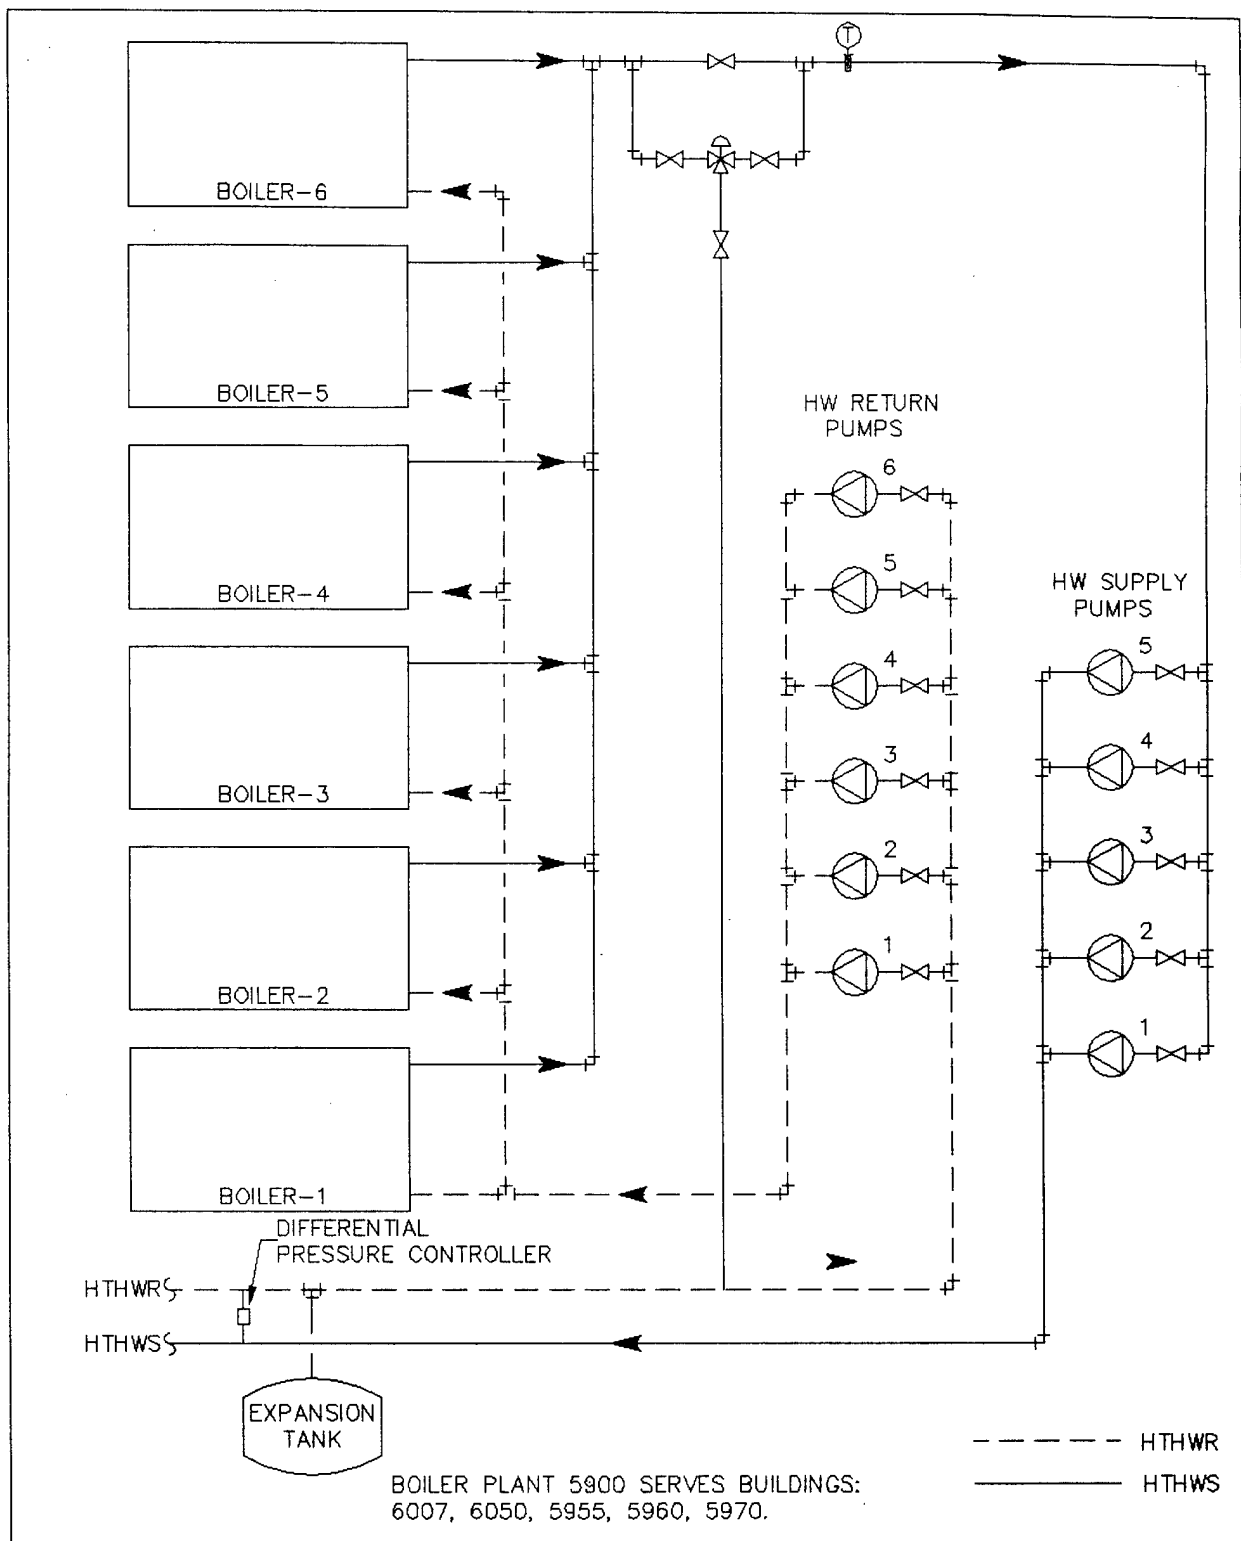 T
BOILER-6
BOILER-5
HW RETURN
PUMPS
6
5
4
3
2
1
BOILER-4
HW SUPPLY
PUMPS
5
4
3
2
1
BOILER-3
BOILER-2
BOILER-1
DIFFERENTIAL
PRESSURE CONTROLLER
HTHWR
HTHWS
EXPANSION
TANK
HTHWR
HTHWS
BOILER PLANT 5900 SERVES BUILDINGS:
6007, 6050, 5955, 5960, 5970.